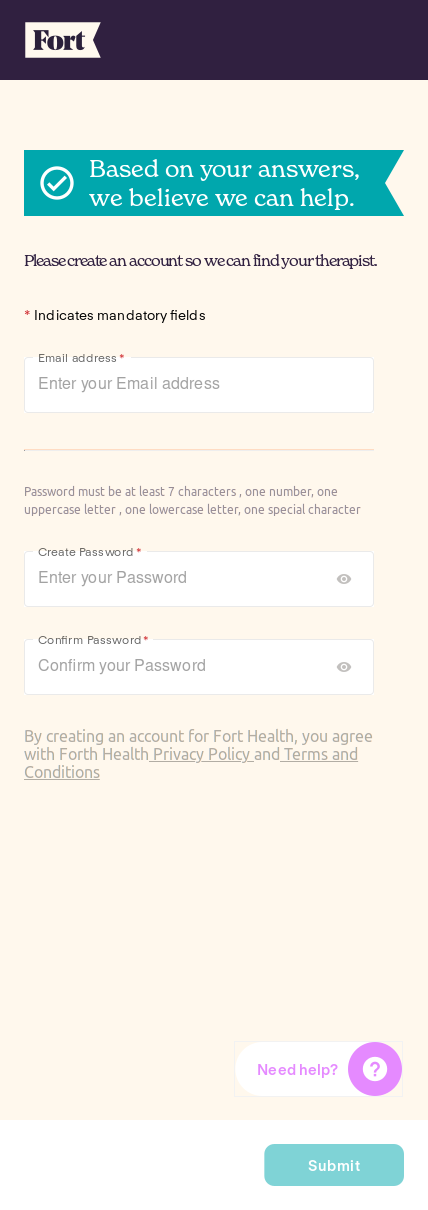 Fort
Based on your answers,
we believe we can help.
Please create an account so we can find your therapist.
* Indicates mandatory fields
Email address *
Enter your Email address
Password must be at least 7 characters , one number, one
uppercase letter , one lowercase letter, one special character
Create Password *
Enter your Password
Confirm Password *
Confirm your Password
By creating an account for Fort Health, you agree
with Forth Health Privacy Policy and Terms and
Conditions
Need help?
Submit